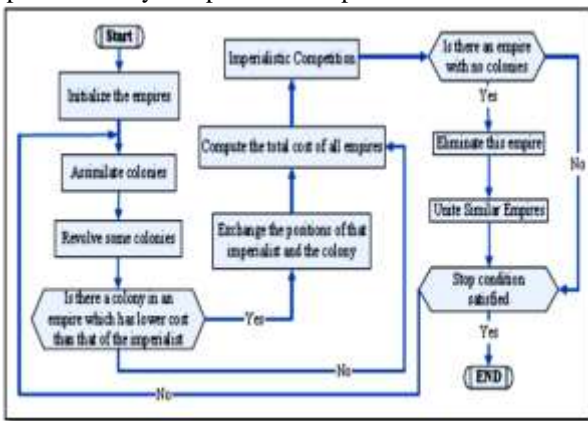 Start
Initialize the empires
Assimilate colonies
Revolve some colonies
Is there a colony in an
empire which has lower cost
than that of the imperialist
Yes
No
Exchange the positions of that
imperialist and the colony
Compute the total cost of all empires
Imperialistic Competition
Is there an empire
with no colonies
Yes
No
Eliminate this empire
Unite Similar Empires
Stop condition
satisfied
Yes
No
END